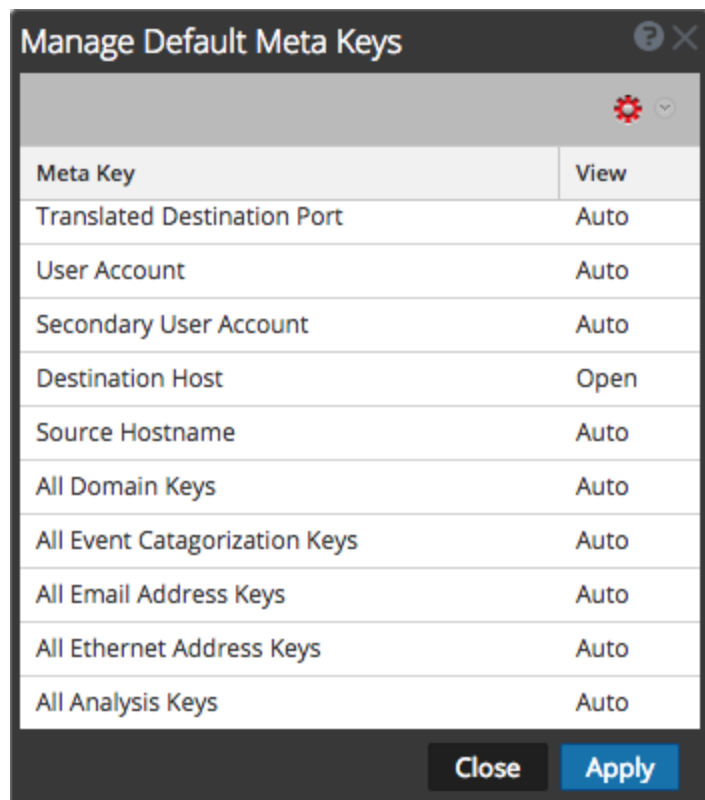 Manage Default Meta Keys
Meta Key View
Translated Destination Port Auto
User Account Auto
Secondary User Account Auto
Destination Host Open
Source Hostname Auto
All Domain Keys Auto
All Event Catagorization Keys Auto
All Email Address Keys Auto
All Ethernet Address Keys Auto
All Analysis Keys Auto
Close Apply